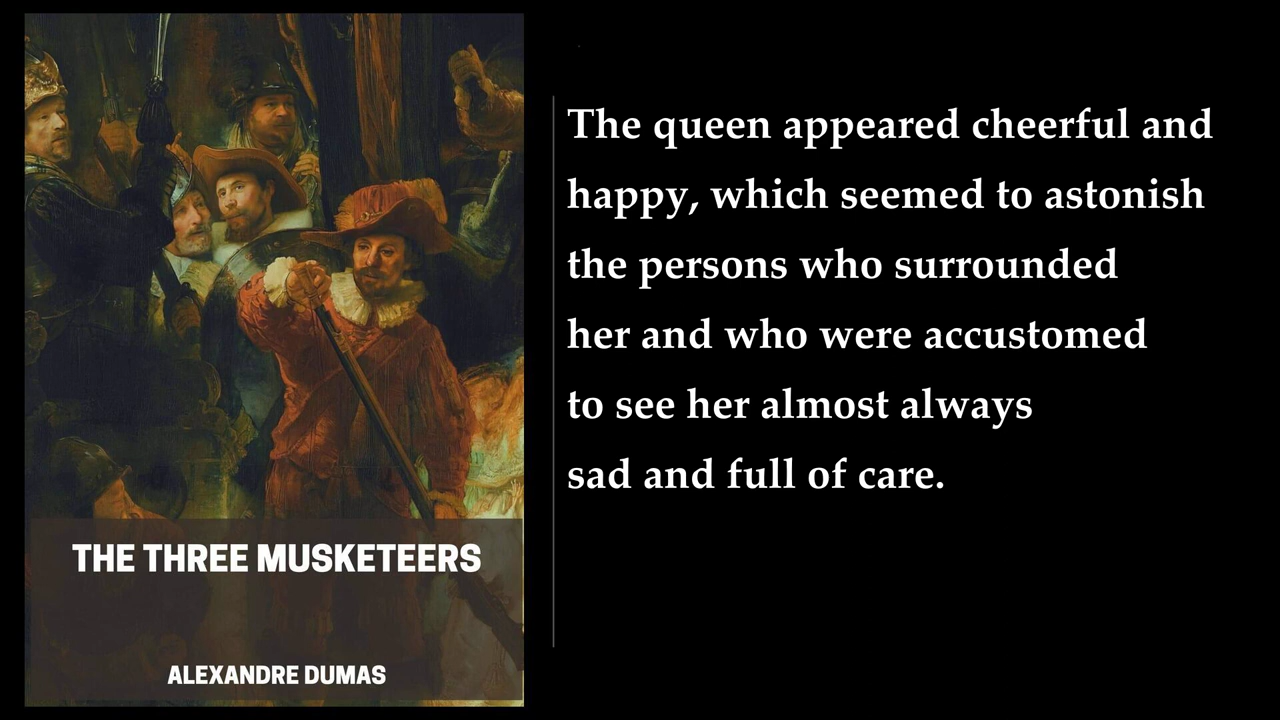 THE THREE MUSKETEERS
ALEXANDRE DUMAS
The queen appeared cheerful and
happy, which seemed to astonish
the persons who surrounded
her and who were accustomed
to see her almost always
sad and full of care.